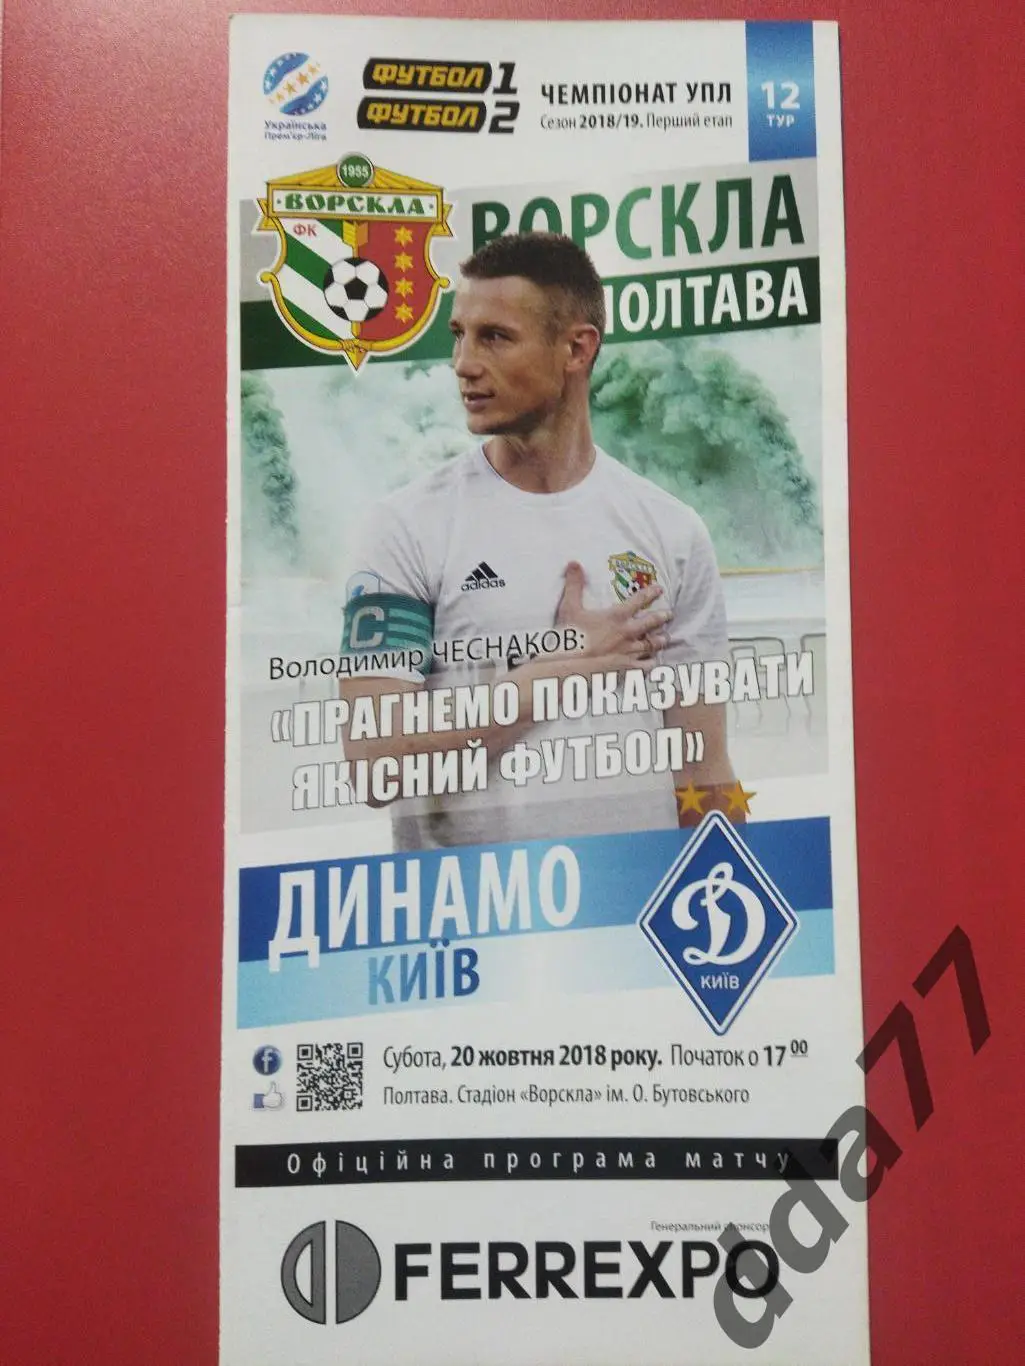 Українська
Прем'єр-Ліга
ФУТБОЛ 1
ФУТБОЛ 2
ЧЕМПІОНАТ УПЛ
Сезон 2018/19. Перший етап
12
ТУР
1955
ВОРСКЛА
ФК
ВОРСКЛА
ПОЛТАВА
adidas
C
Володимир ЧЕСНАКОВ:
«ПРАГНЕМО ПОКАЗУВАТИ
ЯКІСНИЙ ФУТБОЛ»
ДИНАМО
КИЇВ
Д
КИЇВ
Субота, 20 жовтня 2018 року. Початок о 17 00
Полтава. Стадіон «Ворскла» ім. О. Бутовського
Офіційна програма матчу
Генеральний спонсор
FERREXPO
dda77